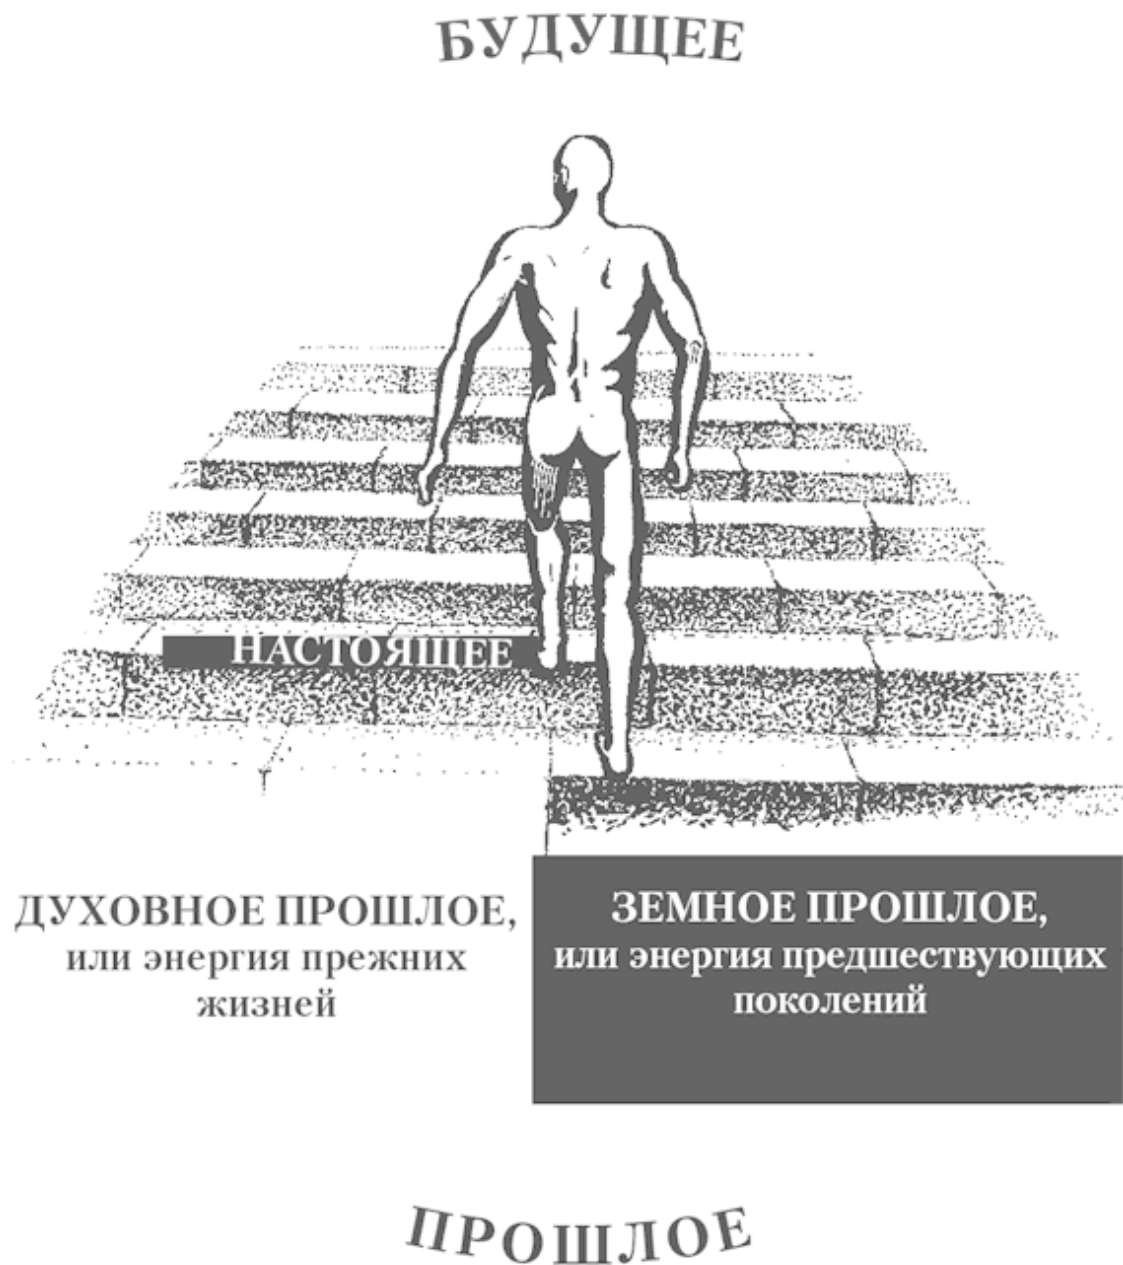 БУДУЩЕЕ
НАСТОЯЩЕЕ
ДУХОВНОЕ ПРОШЛОЕ,
или энергия прежних
жизней
ЗЕМНОЕ ПРОШЛОЕ,
или энергия предшествующих
поколений
ПРОШЛОЕ